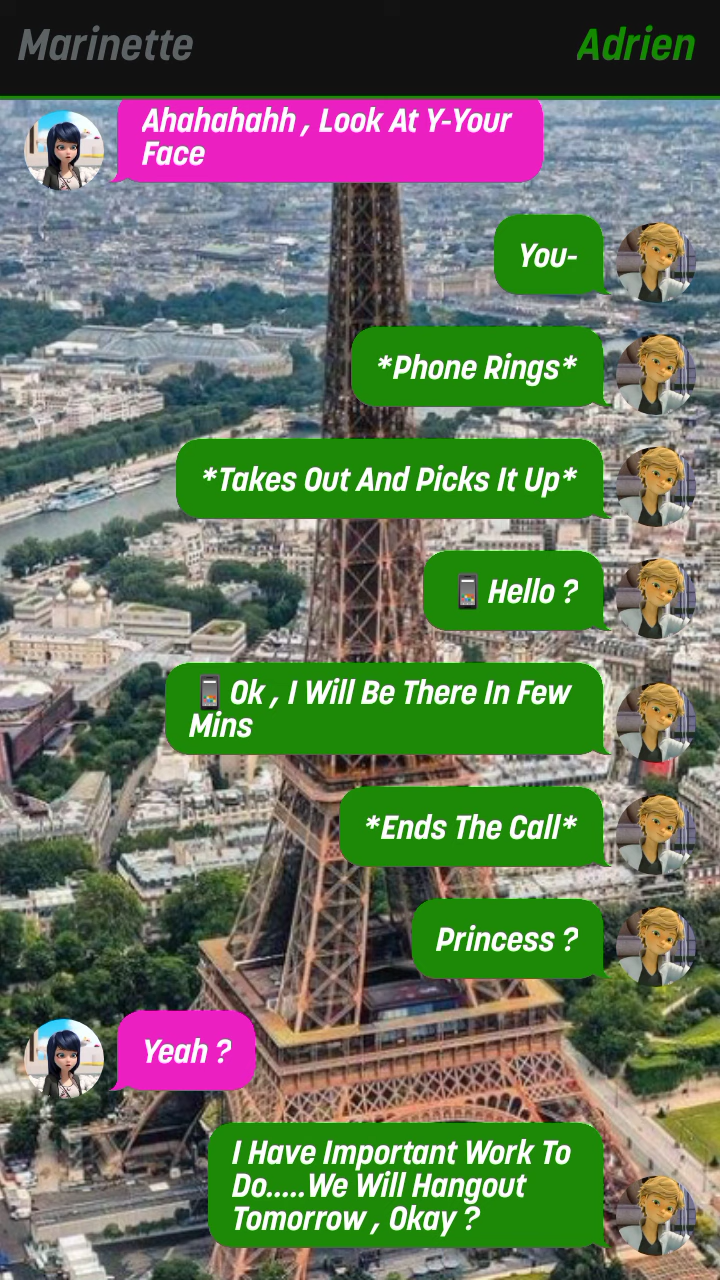 Marinette
Adrien
Ahahahahh , Look At Y-Your
Face
You-
*Phone Rings*
*Takes Out And Picks It Up*
📱 Hello ?
📱 Ok , I Will Be There In Few
Mins
*Ends The Call*
Princess ?
Yeah ?
I Have Important Work To
Do.....We Will Hangout
Tomorrow , Okay ?